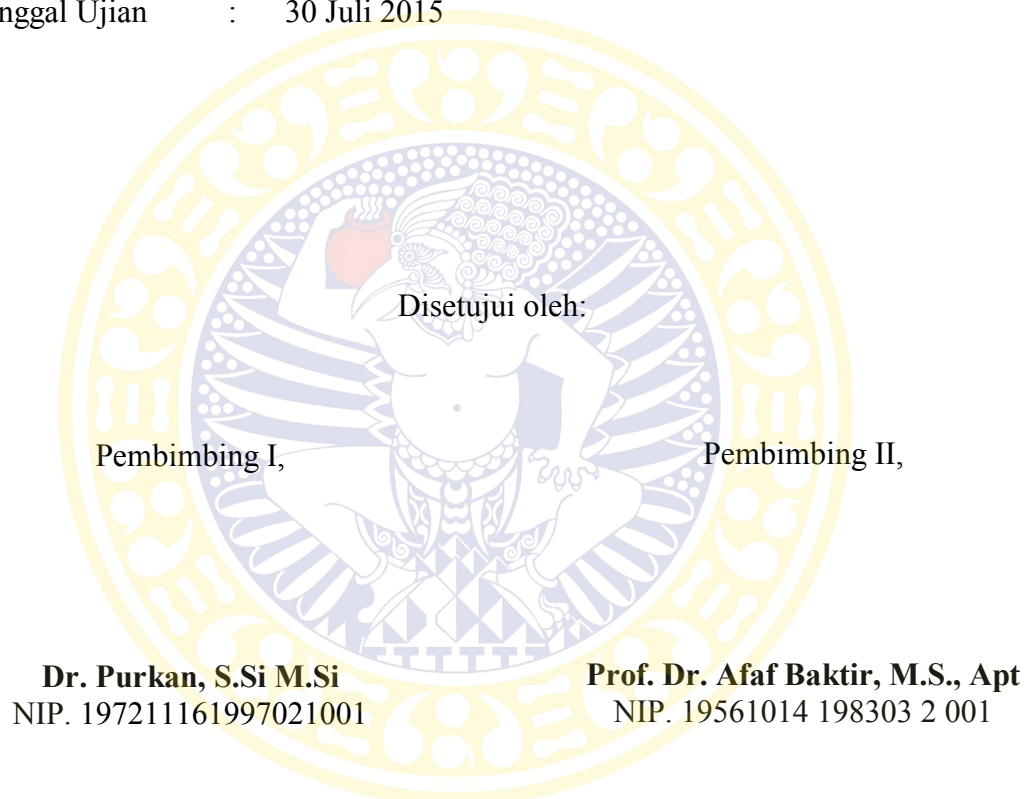 nggal Ujian : 30 Juli 2015
Disetujui oleh:
Pembimbing I,
Pembimbing II,
Dr. Purkan, S.Si M.Si
NIP. 197211161997021001
Prof. Dr. Afaf Baktir, M.S., Apt
NIP. 19561014 198303 2 001